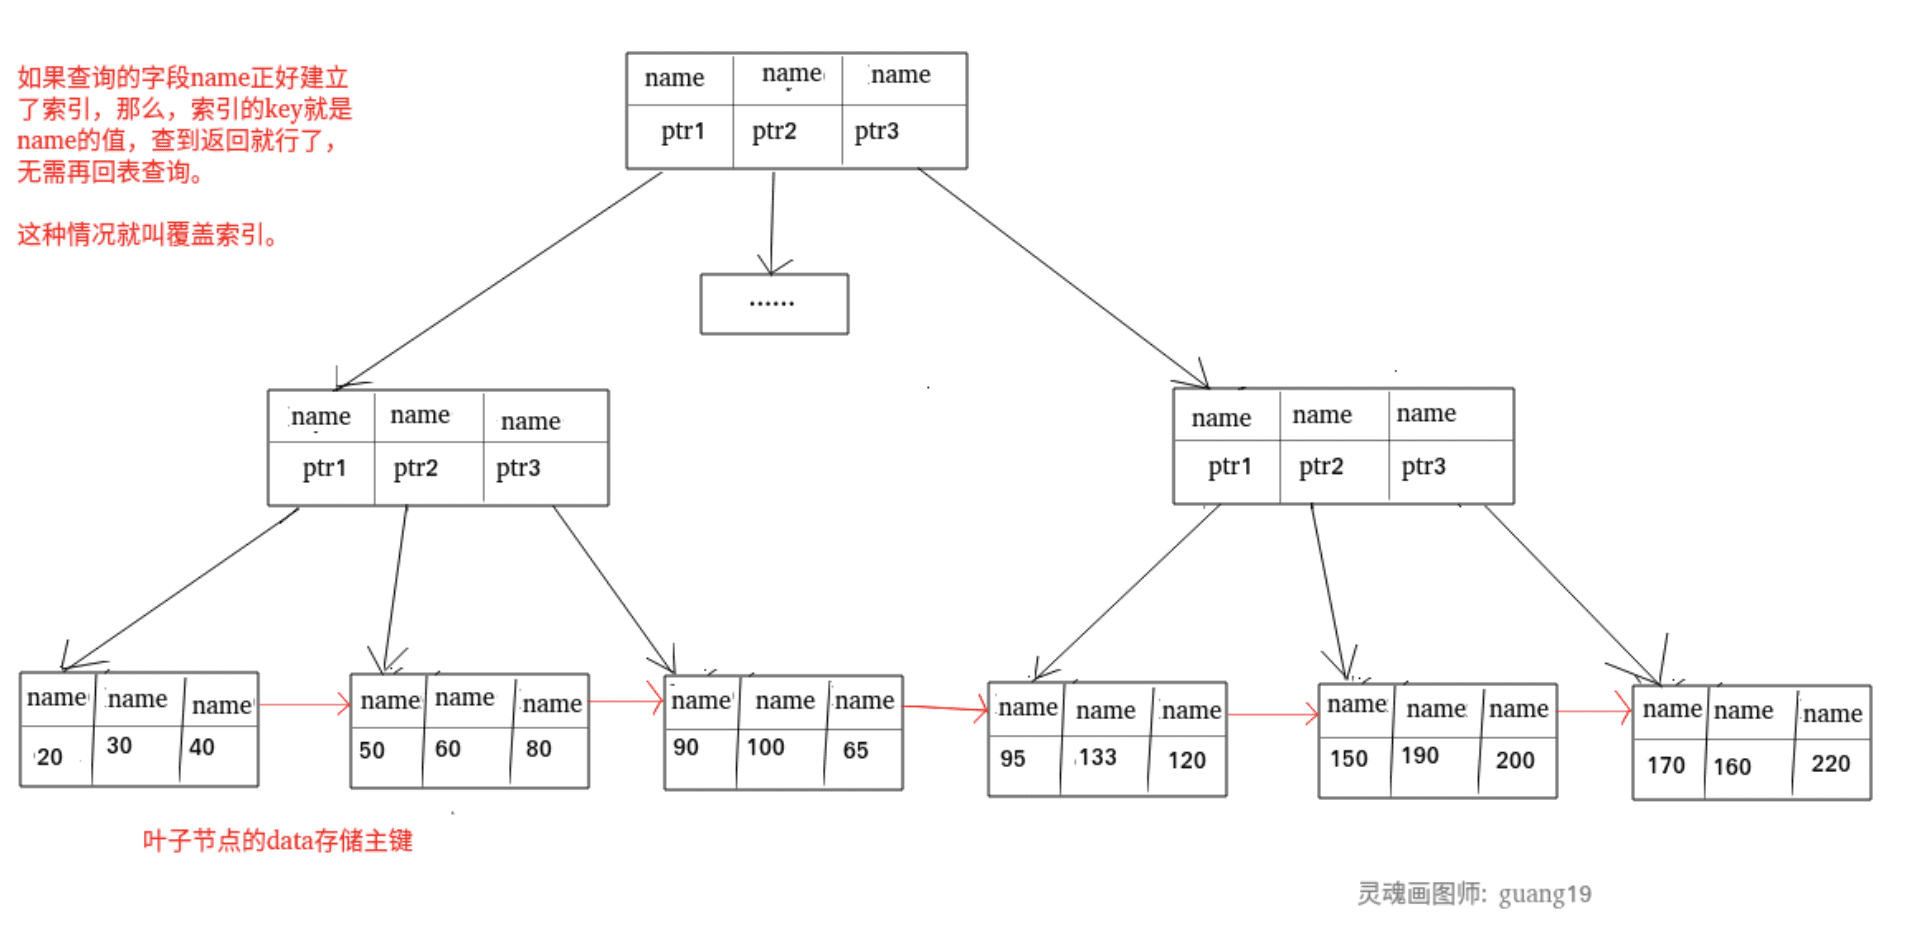 如果查询的字段name正好建立
了索引，那么，索引的key就是
name的值，查到返回就行了，
无需再回表查询。
这种情况就叫覆盖索引。
name name name
ptr1 ptr2 ptr3
......
name name name
ptr1 ptr2 ptr3
name name name
ptr1 ptr2 ptr3
name name name
20 30 40
name name name
50 60 80
name name name
90 100 65
name name name
95 133 120
name name name
150 190 200
name name name
170 160 220
叶子节点的data存储主键
灵魂画图师: guang19